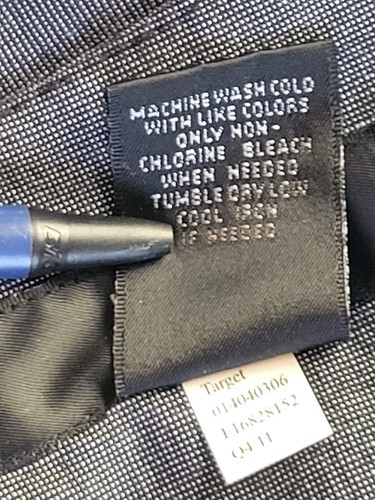 MACHINE WASH COLD
WITH LIKE COLORS
ONLY NON-
CHLORINE BLEACH
WHEN NEEDED
TUMBLE DRY LOW
COOL IRON
IF NEEDED
Target
014040306
Q4-11